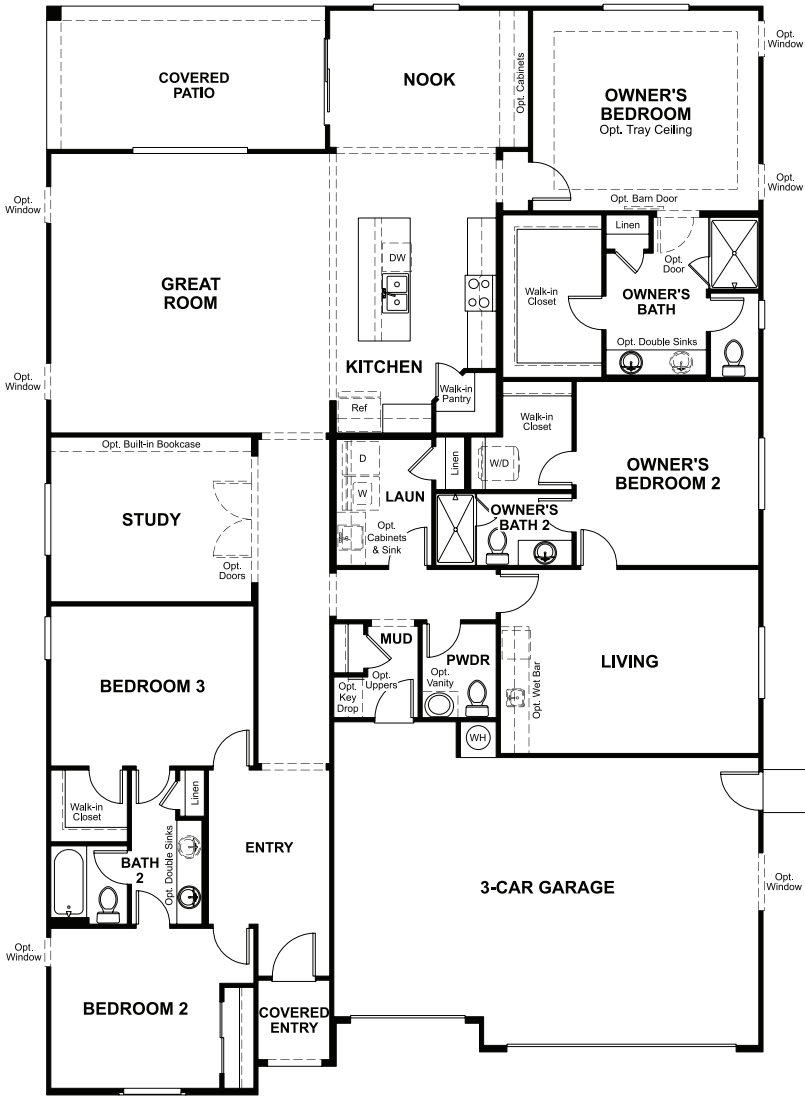 COVERED
PATIO
NOOK
Opt. Cabinets
OWNER'S
BEDROOM
Opt. Tray Ceiling
Opt.
Window
Opt.
Window
Opt.
Window
Opt. Barn Door
Linen
Opt.
Door
DW
GREAT
ROOM
Walk-in
Closet
OWNER'S
BATH
Opt. Double Sinks
KITCHEN
Opt.
Window
Walk-in
Pantry
Ref
Walk-in
Closet
Opt. Built-in Bookcase
D
W
LAUN
Linen
W/D
OWNER'S
BEDROOM 2
STUDY
Opt.
Doors
Opt.
Cabinets
& Sink
OWNER'S
BATH 2
MUD
Opt.
Uppers
Opt.
Key
Drop
PWDR
Opt.
Vanity
LIVING
Opt. Wet Bar
BEDROOM 3
WH
Walk-in
Closet
Linen
BATH
2
Opt. Double Sinks
ENTRY
3-CAR GARAGE
Opt.
Window
Opt.
Window
BEDROOM 2
COVERED
ENTRY